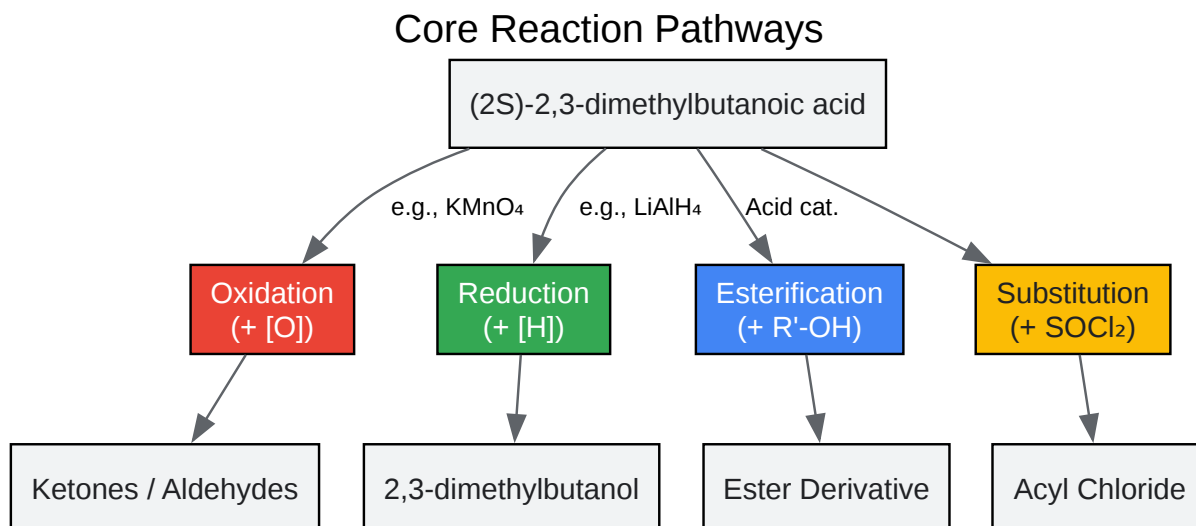 Core Reaction Pathways
(2S)-2,3-dimethylbutanoic acid
e.g., KMnO₄
e.g., LiAlH₄
Acid cat.
Oxidation
(+ [O])
Reduction
(+ [H])
Esterification
(+ R'-OH)
Substitution
(+ SOCl₂)
Ketones / Aldehydes
2,3-dimethylbutanol
Ester Derivative
Acyl Chloride